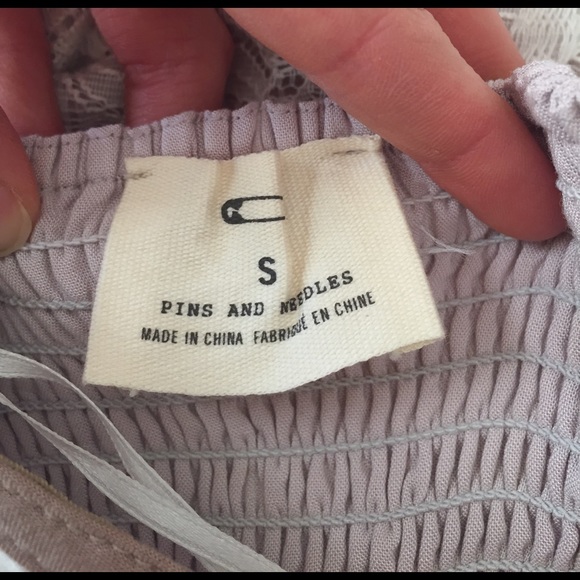 S
PINS AND NEEDLES
MADE IN CHINA FABRIQUÉ EN CHINE